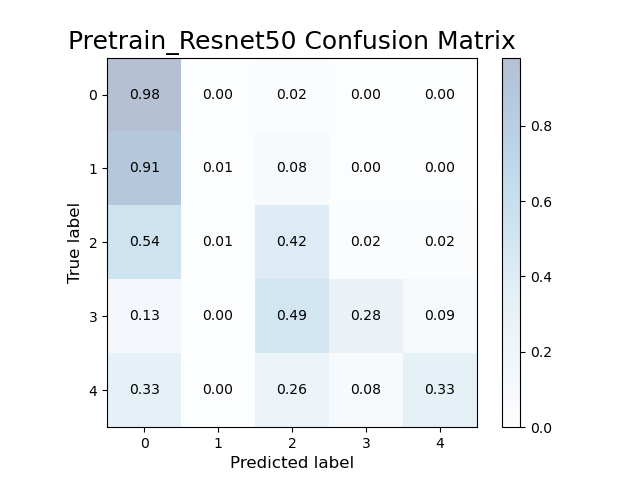 Pretrain_Resnet50 Confusion Matrix
0 0.98 0.00 0.02 0.00 0.00
1 0.91 0.01 0.08 0.00 0.00
2 0.54 0.01 0.42 0.02 0.02
3 0.13 0.00 0.49 0.28 0.09
4 0.33 0.00 0.26 0.08 0.33
0 1 2 3 4
Predicted label
True label
0.8
0.6
0.4
0.2
0.0